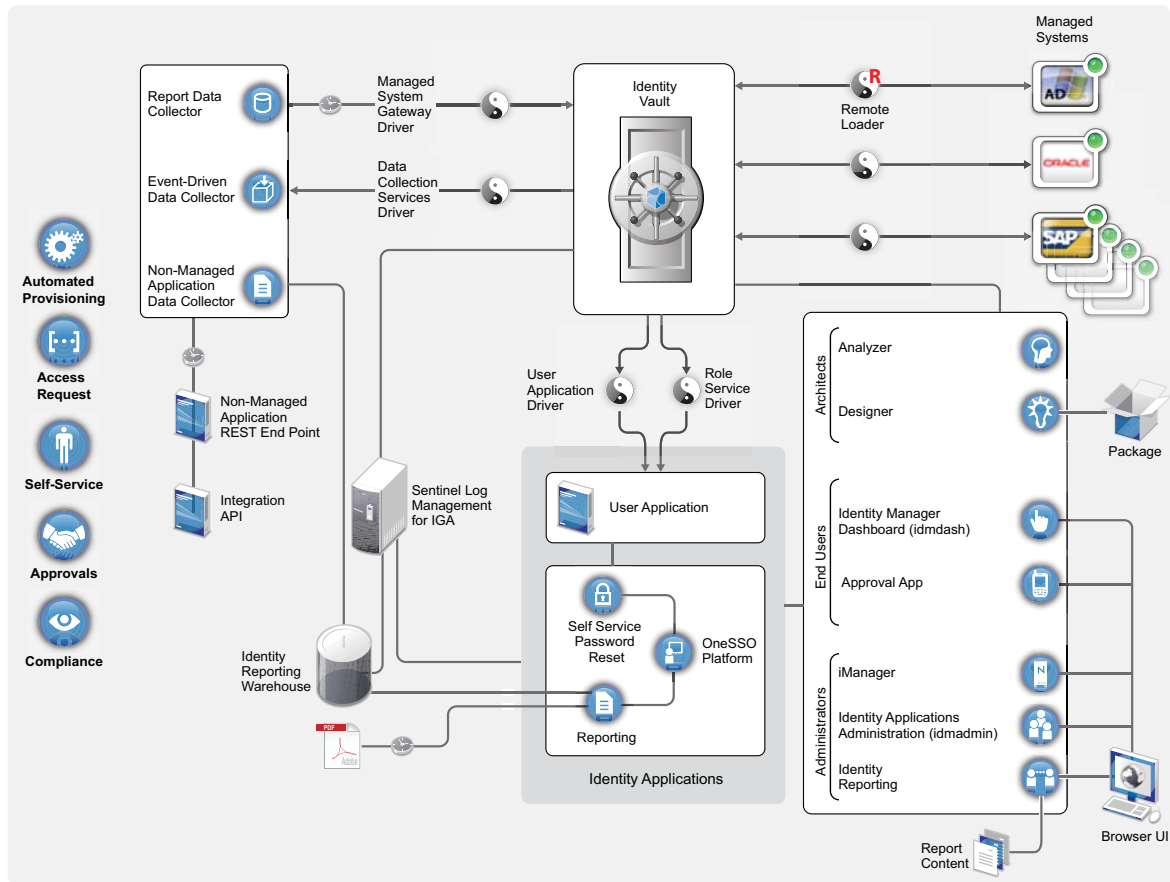 Managed
Systems
Report Data
Collector
Managed
System
Gateway
Driver
Identity
Vault
R
Remote
Loader
AD
Event-Driven
Data Collector
Data
Collection
Services
Driver
ORACLE
SAP
Automated
Provisioning
Non-Managed
Application
Data Collector
Access
Request
Non-Managed
Application
REST End Point
User
Application
Driver
Role
Service
Driver
Architects
Analyzer
Designer
Package
Self-Service
Integration
API
Sentinel Log
Management
for IGA
User Application
End Users
Identity Manager
Dashboard (idmdash)
Approval App
Approvals
Compliance
Self Service
Password
Reset
OneSSO
Platform
Identity
Reporting
Warehouse
Reporting
PDF
Adobe
Identity Applications
Administrators
iManager
N
Identity Applications
Administration (idmadmin)
Identity
Reporting
Browser UI
Report
Content